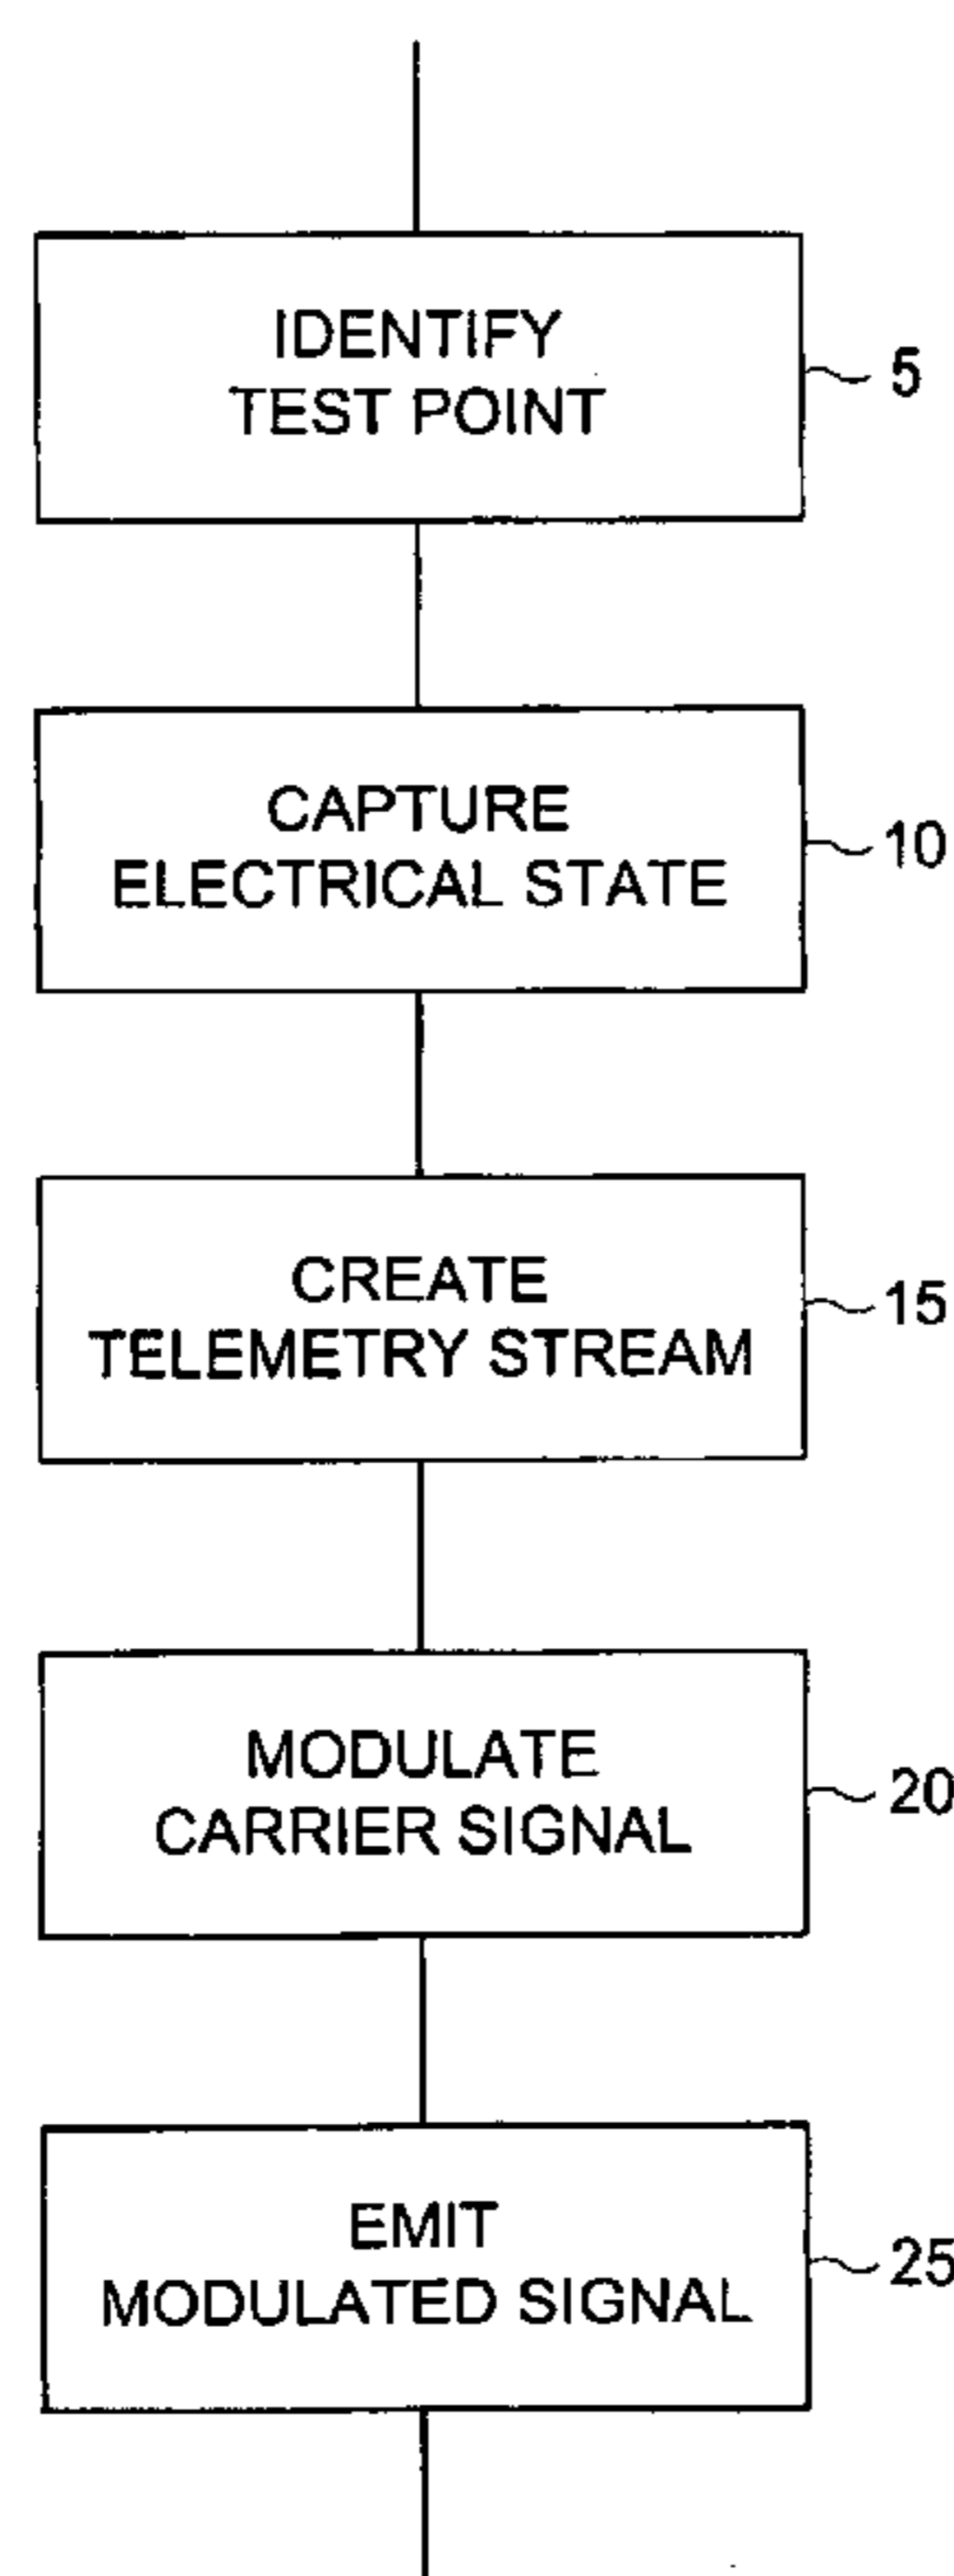 IDENTIFY
TEST POINT
5
CAPTURE
ELECTRICAL STATE
10
CREATE
TELEMETRY STREAM
15
MODULATE
CARRIER SIGNAL
20
EMIT
MODULATED SIGNAL
25